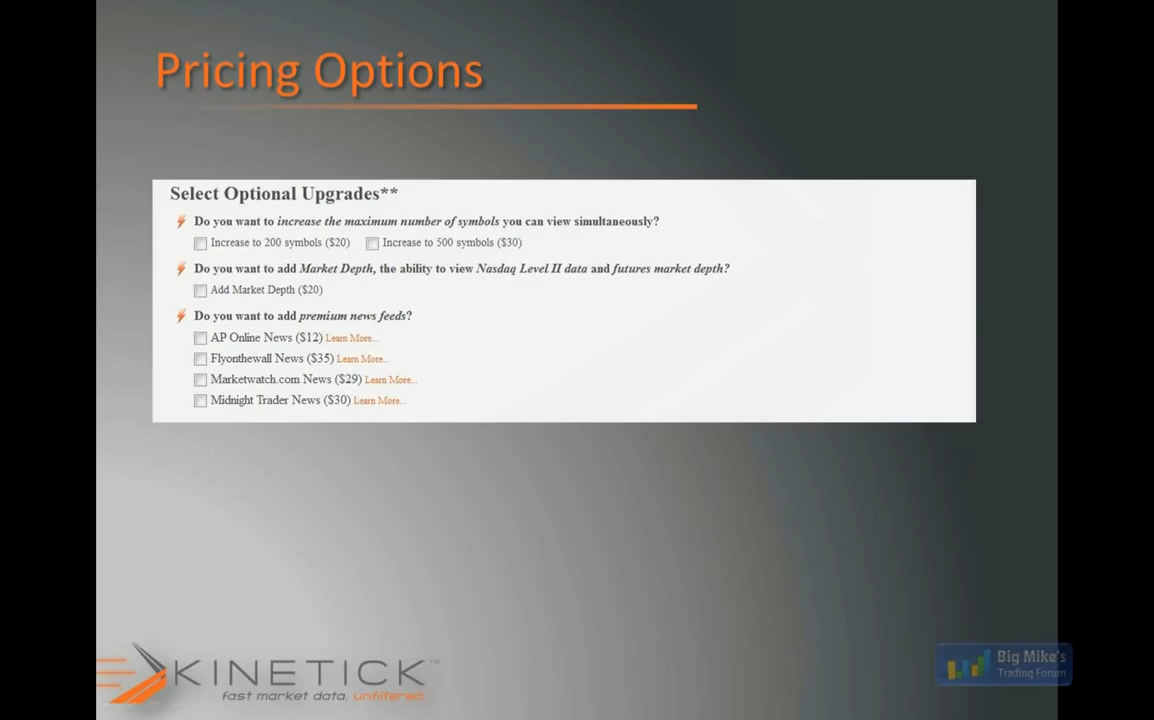 Pricing Options
Select Optional Upgrades**
Do you want to increase the maximum number of symbols you can view simultaneously?
Increase to 200 symbols ($20) Increase to 500 symbols ($30)
Do you want to add Market Depth, the ability to view Nasdaq Level II data and futures market depth?
Add Market Depth ($20)
Do you want to add premium news feeds?
AP Online News ($12) Learn More...
Flyonthewall News ($35) Learn More...
Marketwatch.com News ($29) Learn More...
Midnight Trader News ($30) Learn More...
KINETICK™
fast market data. unfiltered.
Big Mike's
Trading Forum